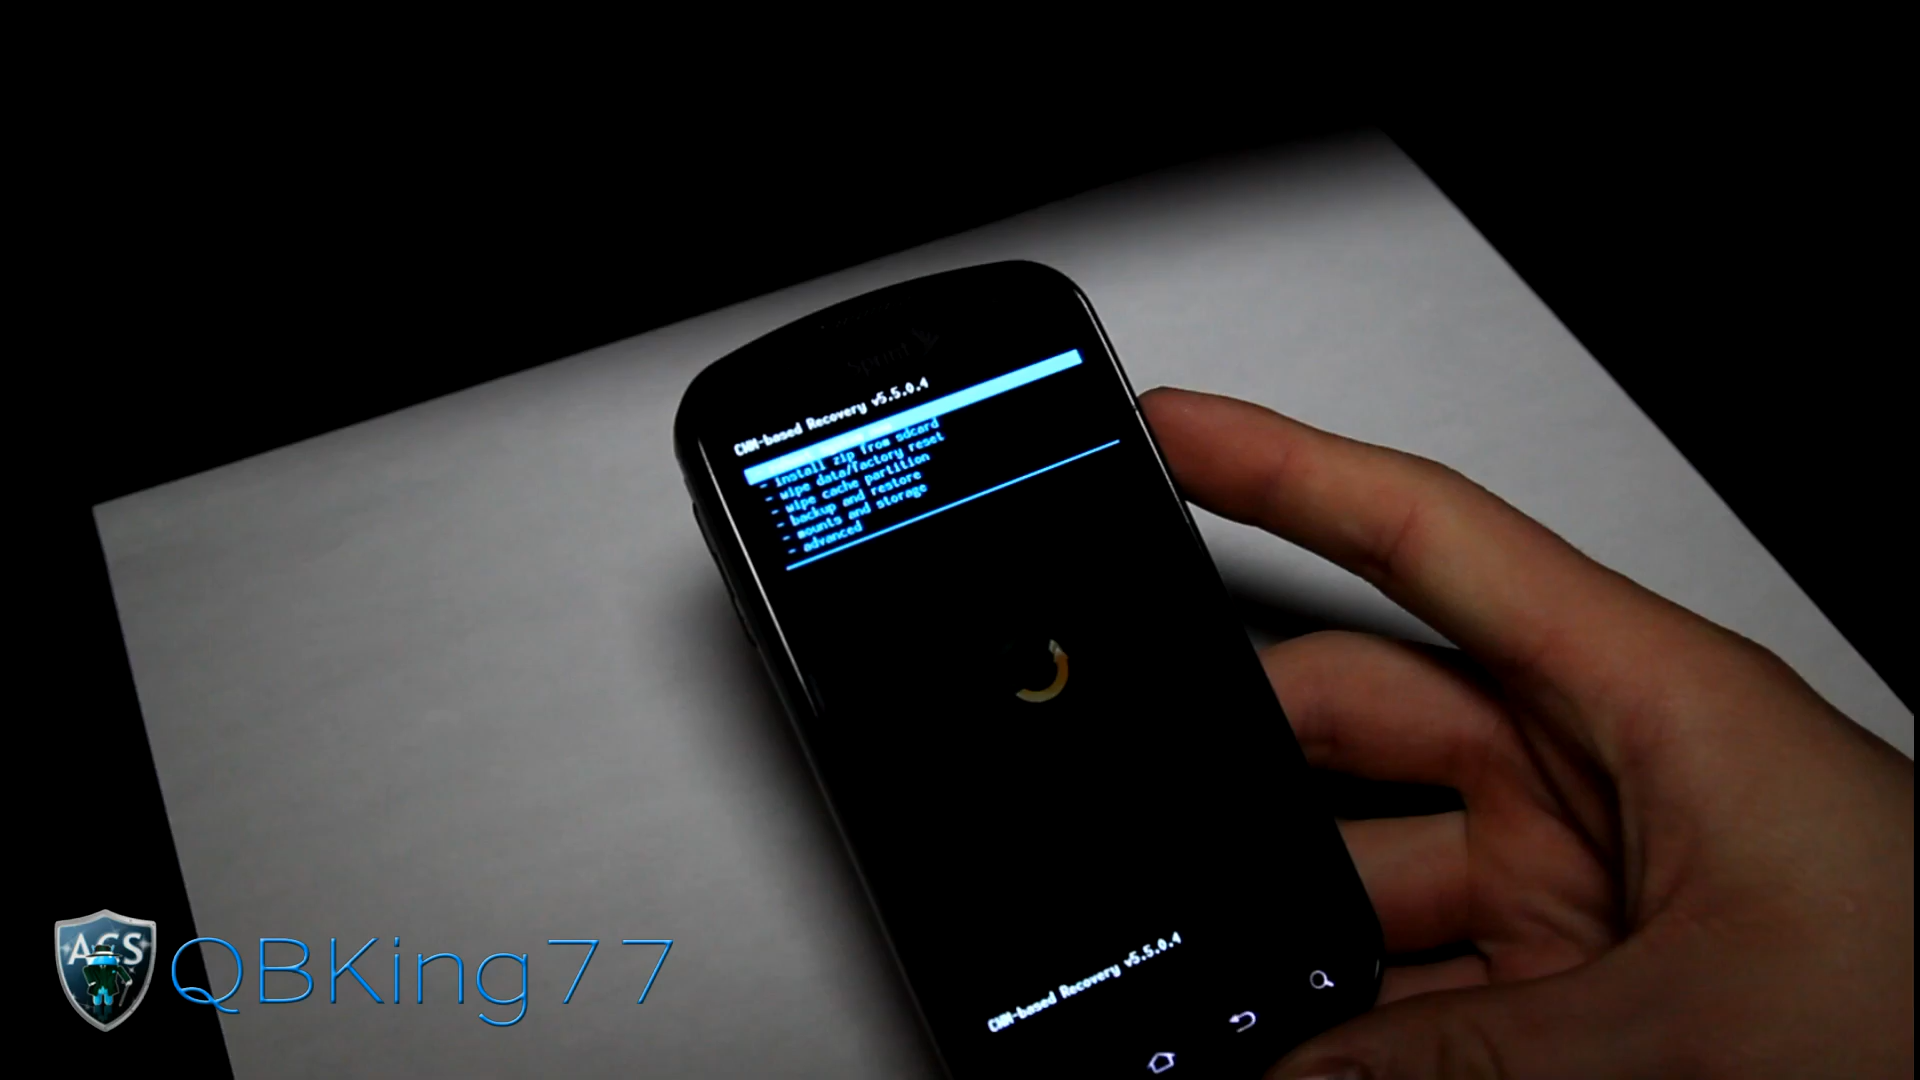 Sprint
CWM-based Recovery v5.5.0.4
- install zip from sdcard
- wipe data/factory reset
- wipe cache partition
- backup and restore
- mounts and storage
- advanced
CWM-based Recovery v5.5.0.4
ACS
QBKing77